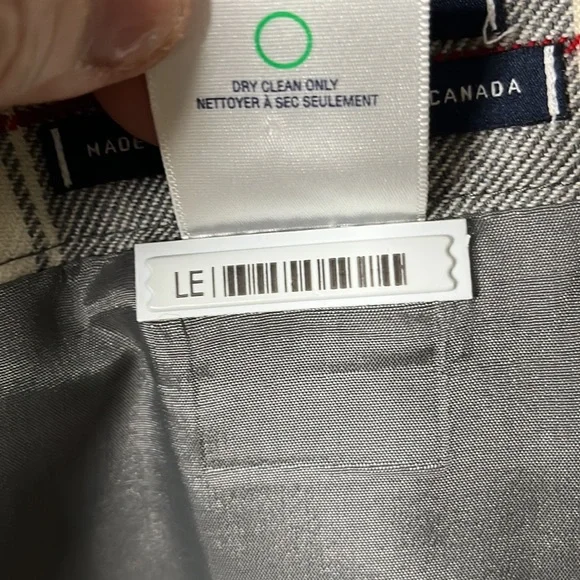 DRY CLEAN ONLY
NETTOYER À SEC SEULEMENT
MADE
CANADA
LE